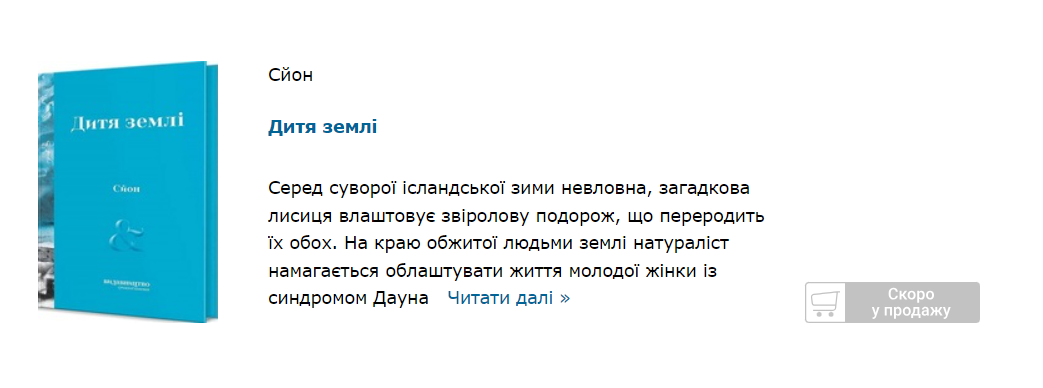 Сйон
Дитя землі
Серед суворої ісландської зими невловна, загадкова
лисиця влаштовує звіролову подорож, що переродить
їх обох. На краю обжитої людьми землі натураліст
намагається облаштувати життя молодої жінки із
синдромом Дауна Читати далі »
Дитя землі
Сйон
&
видавництво
Скоро
у продажу